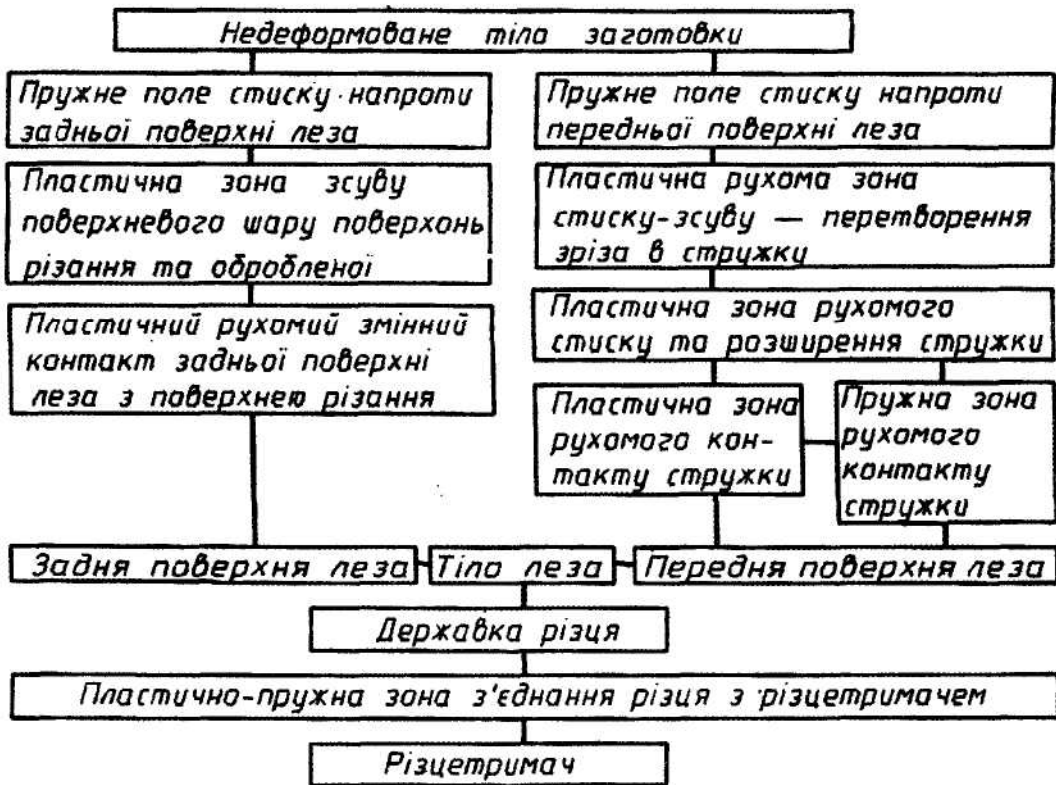 Недеформоване тіло заготовки
Пружне поле стиску напроти
задньої поверхні леза
Пластична зона зсуву
поверхневого шару поверхонь
різання та обробленої
Пластичний рухомий змінний
контакт задньої поверхні
леза з поверхнею різання
Пружне поле стиску напроти
передньої поверхні леза
Пластична рухома зона
стиску-зсуву — перетворення
зріза в стружку
Пластична зона рухомого
стиску та розширення стружки
Пластична зона
рухомого кон-
такту стружки
Пружна зона
рухомого
контакту
стружки
Задня поверхня леза
Тіло леза
Передня поверхня леза
Державка різця
Пластично-пружна зона з'єднання різця з різцетримачем
Різцетримач